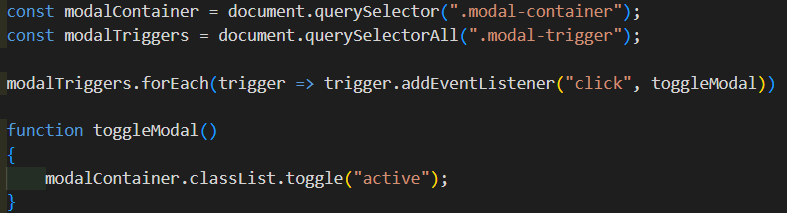 const modalContainer = document.querySelector(".modal-container");
const modalTriggers = document.querySelectorAll(".modal-trigger");
modalTriggers.forEach(trigger => trigger.addEventListener("click", toggleModal))
function toggleModal()
{
    modalContainer.classList.toggle("active");
}